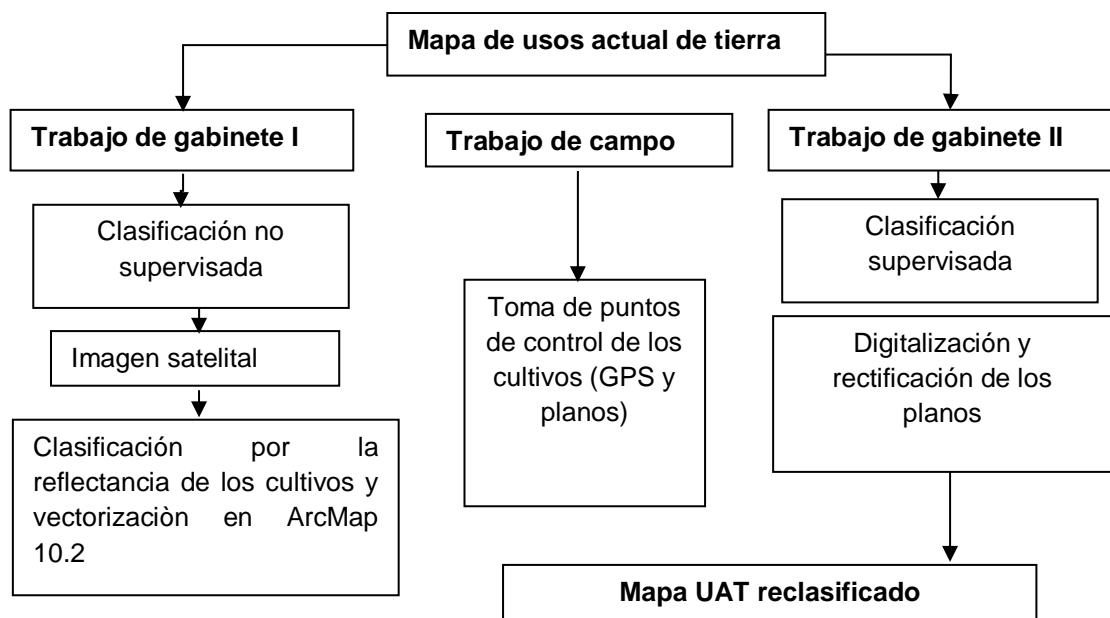 Mapa de usos actual de tierra
Trabajo de gabinete I
Trabajo de campo
Trabajo de gabinete II
Clasificación no
supervisada
Clasificación
supervisada
Imagen satelital
Toma de puntos
de control de los
cultivos (GPS y
planos)
Digitalización y
rectificación de los
planos
Clasificación por la
reflectancia de los cultivos y
vectorizaciòn en ArcMap
10.2
Mapa UAT reclasificado